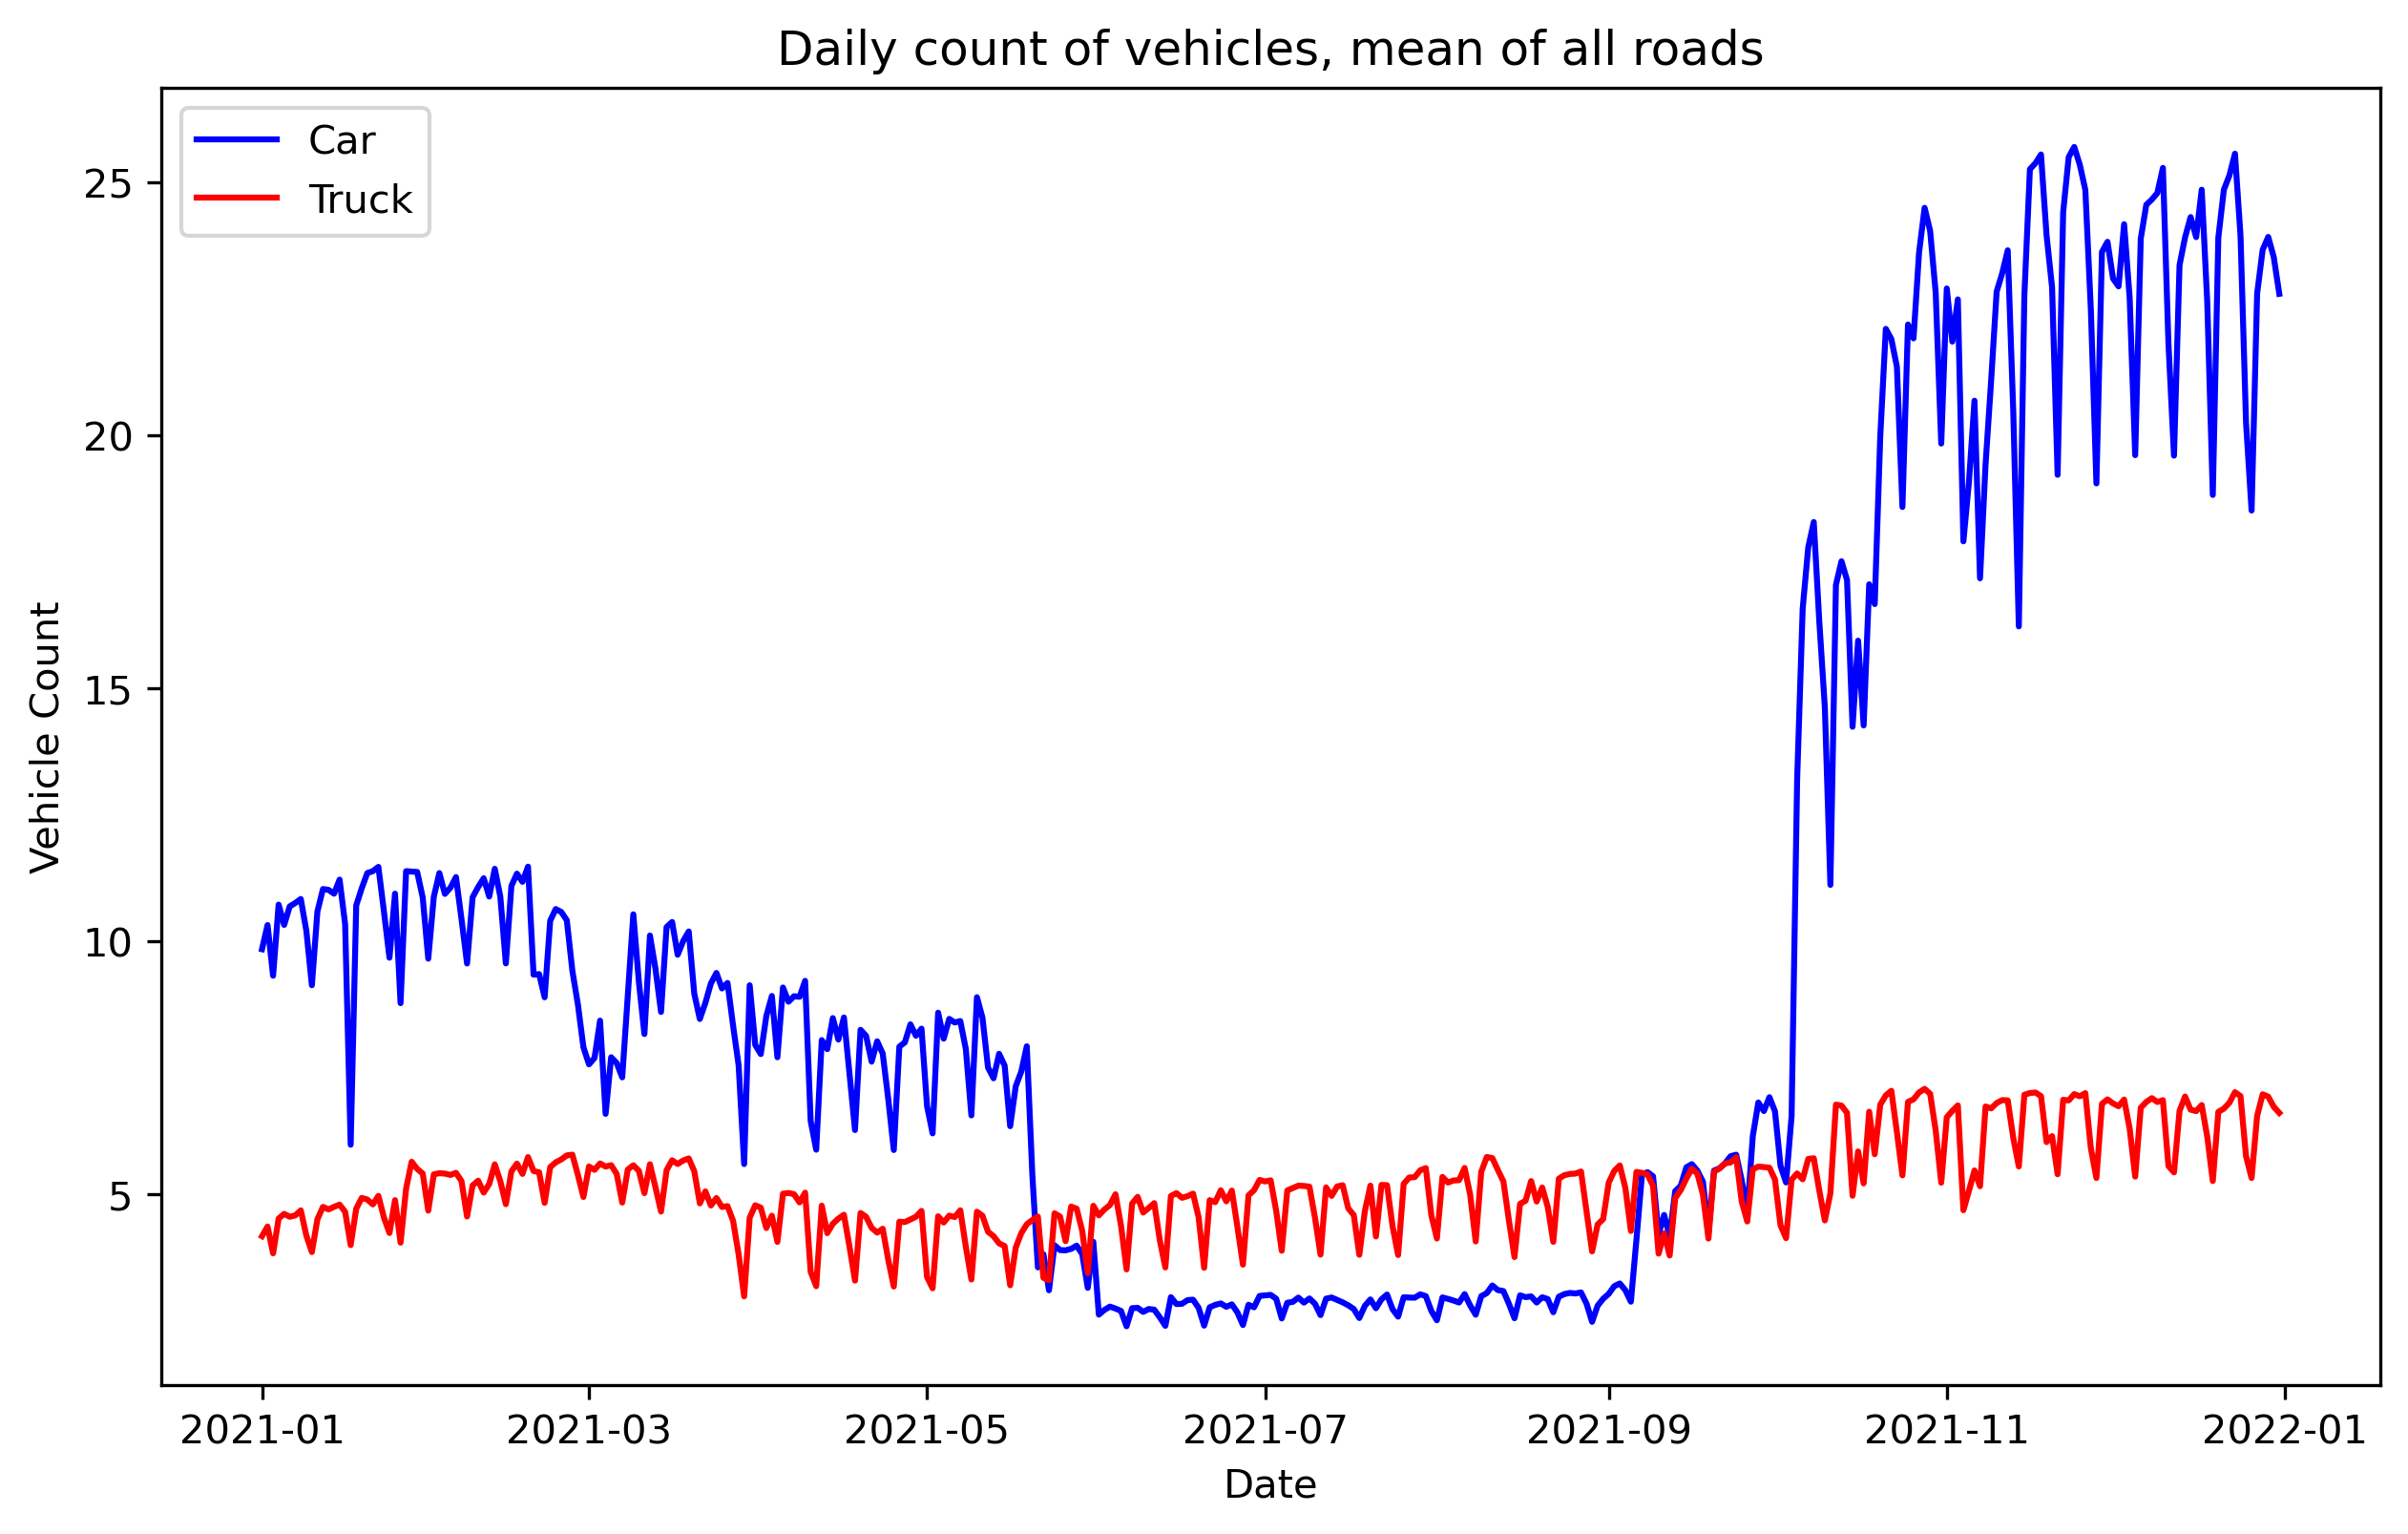 Daily count of vehicles, mean of all roads
Car
Truck
25
20
15
10
5
Vehicle Count
2021-01 2021-03 2021-05 2021-07 2021-09 2021-11 2022-01
Date